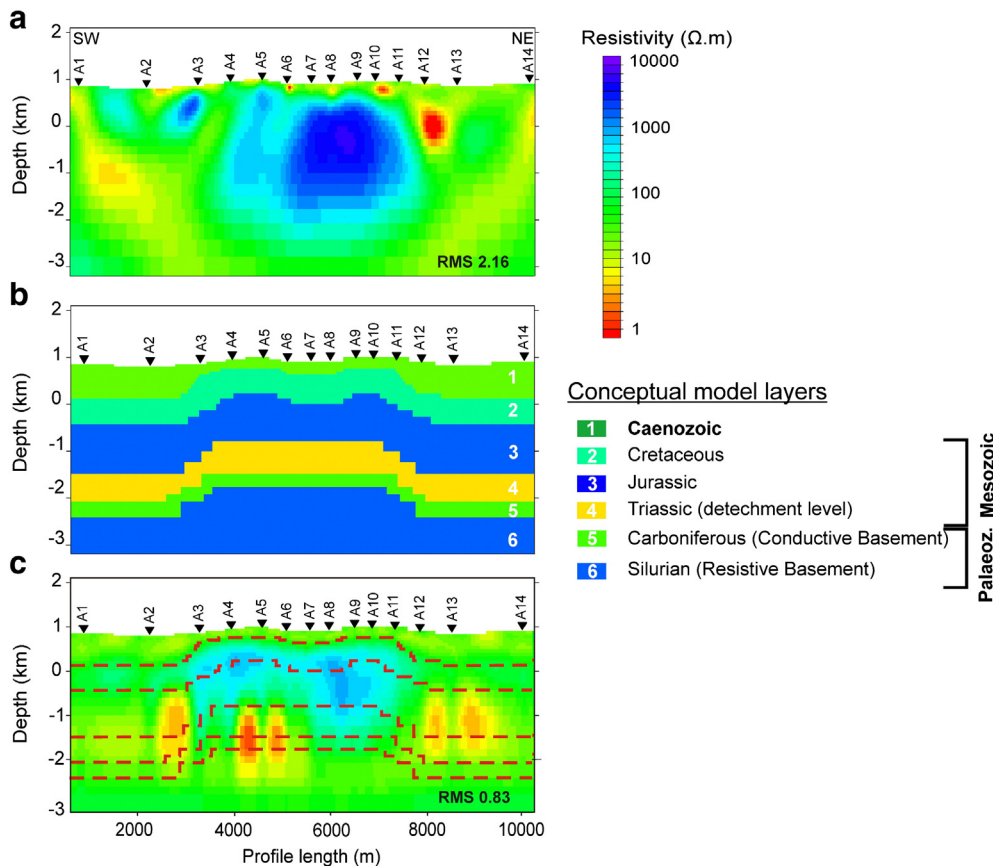 a
SW
NE
A1 A2 A3 A4 A5 A6 A7 A8 A9 A10 A11 A12 A13 A14
Depth (km)
2
1
0
-1
-2
-3
RMS 2.16
Resistivity (Ω.m)
10000
1000
100
10
1
b
A1 A2 A3 A4 A5 A6 A7 A8 A9 A10 A11 A12 A13 A14
Depth (km)
2
1
0
-1
-2
-3
1
2
3
4
5
6
Conceptual model layers
1 Caenozoic
2 Cretaceous
3 Jurassic
4 Triassic (detechment level)
5 Carboniferous (Conductive Basement)
6 Silurian (Resistive Basement)
Mesozoic
Palaeoz.
c
A1 A2 A3 A4 A5 A6 A7 A8 A9 A10 A11 A12 A13 A14
Depth (km)
2
1
0
-1
-2
-3
RMS 0.83
2000 4000 6000 8000 10000
Profile length (m)